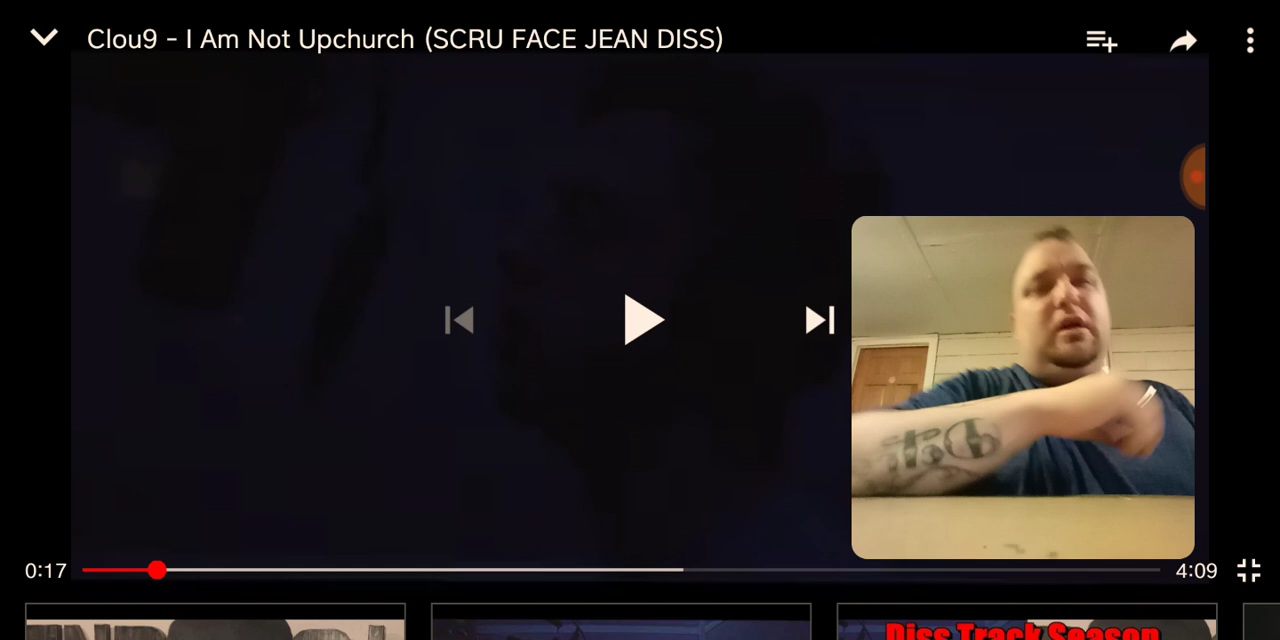 Clou9 - I Am Not Upchurch (SCRU FACE JEAN DISS)
0:17
4:09
Diss Track Season